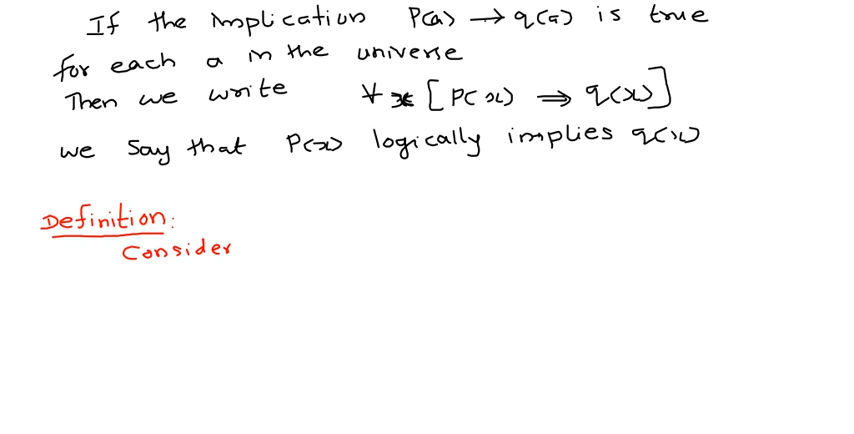 If the implication P(a) → q(a) is true
for each a in the universe
Then we write ∀ x [P(x) ⇒ q(x)]
we say that P(x) logically implies q(x)
Definition:
Consider